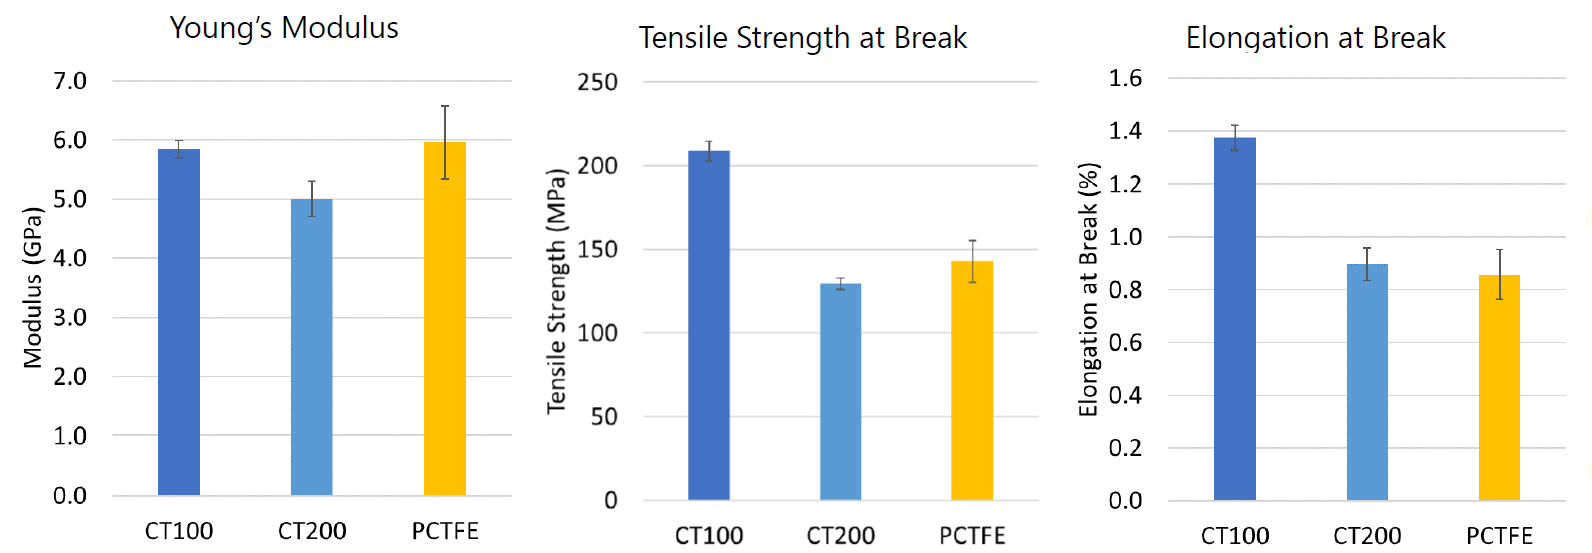 Young's Modulus
7.0
6.0
5.0
4.0
3.0
2.0
1.0
0.0
Modulus (GPa)
CT100 CT200 PCTFE
Tensile Strength at Break
250
200
150
100
50
0
Tensile Strength (MPa)
CT100 CT200 PCTFE
Elongation at Break
1.6
1.4
1.2
1.0
0.8
0.6
0.4
0.2
0.0
Elongation at Break (%)
CT100 CT200 PCTFE